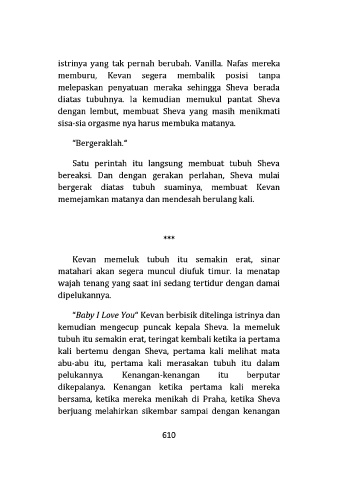 istrinya yang tak pernah berubah. Vanilla. Nafas mereka
memburu, Kevan segera membalik posisi tanpa
melepaskan penyatuan meraka sehingga Sheva berada
diatas tubuhnya. Ia kemudian memukul pantat Sheva
dengan lembut, membuat Sheva yang masih menikmati
sisa-sia orgasme nya harus membuka matanya.
"Bergeraklah."
Satu perintah itu langsung membuat tubuh Sheva
bereaksi. Dan dengan gerakan perlahan, Sheva mulai
bergerak diatas tubuh suaminya, membuat Kevan
memejamkan matanya dan mendesah berulang kali.
***
Kevan memeluk tubuh itu semakin erat, sinar
matahari akan segera muncul diufuk timur. Ia menatap
wajah tenang yang saat ini sedang tertidur dengan damai
dipelukannya.
"Baby I Love You" Kevan berbisik ditelinga istrinya dan
kemudian mengecup puncak kepala Sheva. Ia memeluk
tubuh itu semakin erat, teringat kembali ketika ia pertama
kali bertemu dengan Sheva, pertama kali melihat mata
abu-abu itu, pertama kali merasakan tubuh itu dalam
pelukannya. Kenangan-kenangan itu berputar
dikepalanya. Kenangan ketika pertama kali mereka
bersama, ketika mereka menikah di Praha, ketika Sheva
berjuang melahirkan sikembar sampai dengan kenangan
610